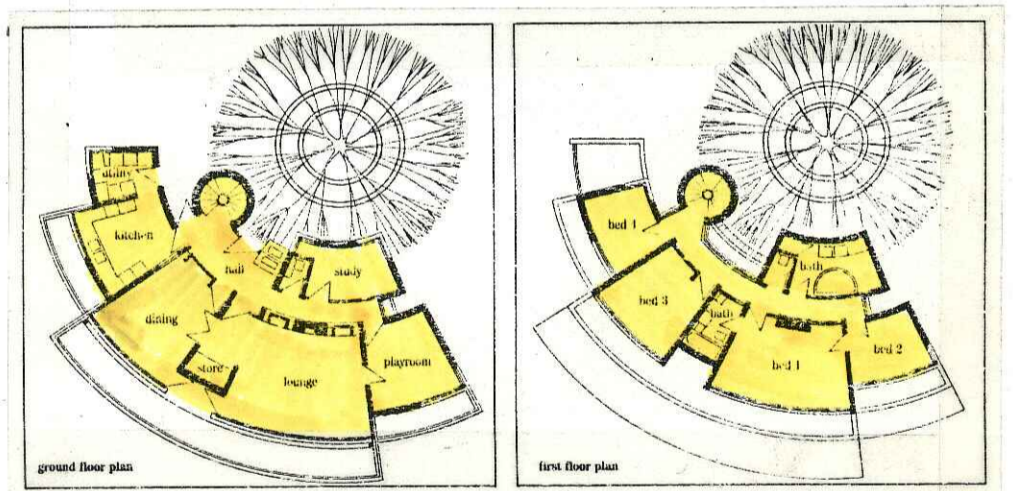 utility
kitchen
hall
study
dining
store
lounge
playroom
ground floor plan
bed 4
bath
bed 3
bath
bed 1
bed 2
first floor plan